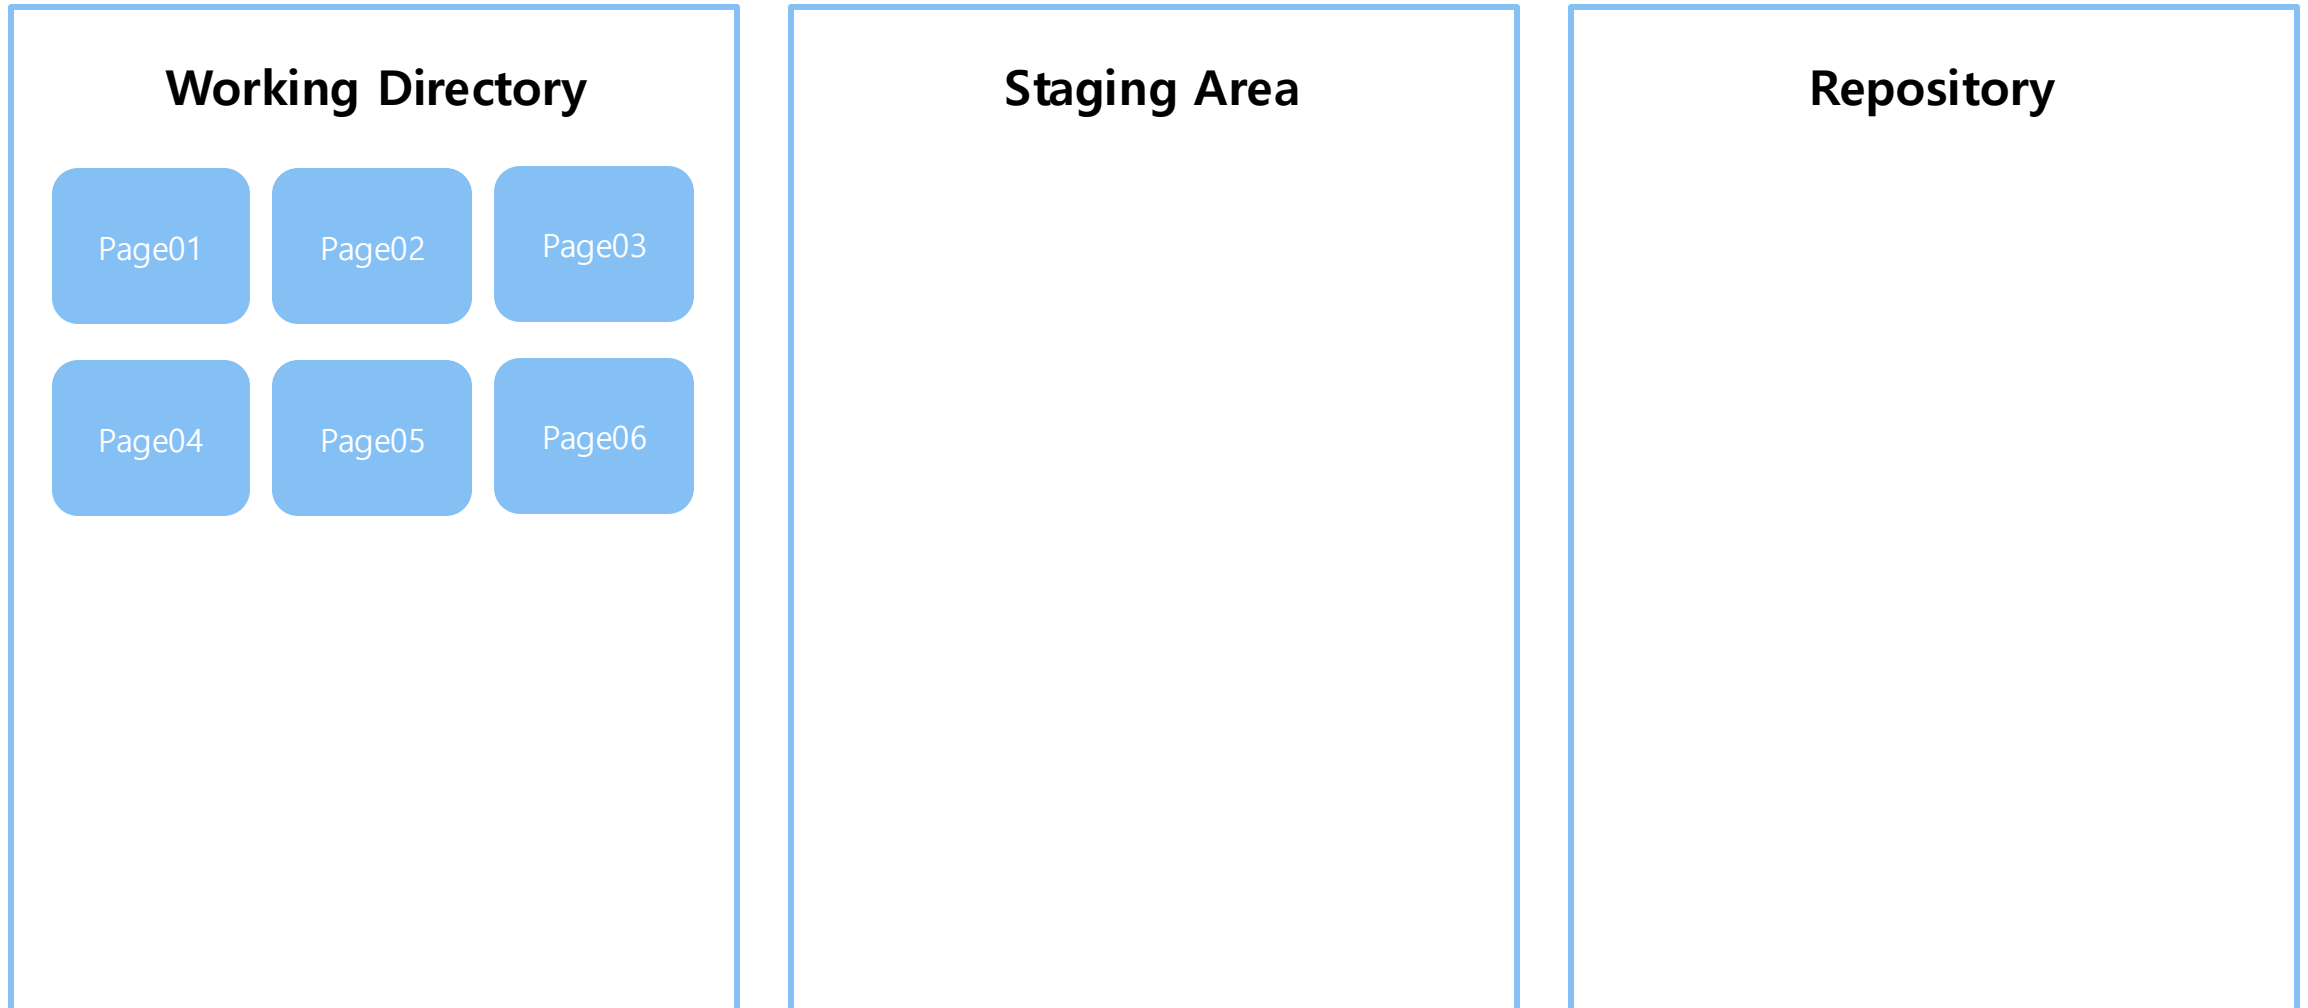 Working Directory
Page01
Page02
Page03
Page04
Page05
Page06
Staging Area
Repository